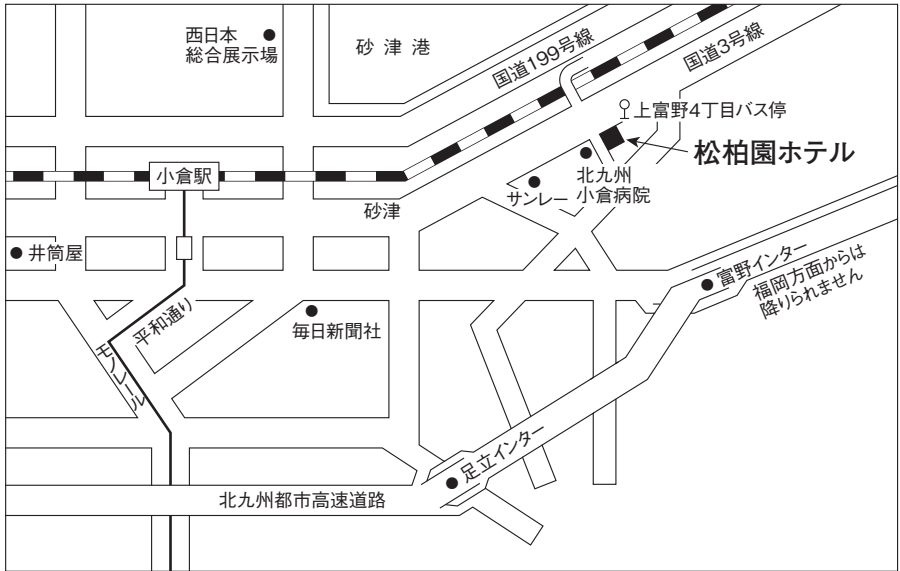 西日本
総合展示場
砂津港
国道199号線
国道3号線
上富野4丁目バス停
松柏園ホテル
小倉駅
北九州
小倉病院
サンレー
砂津
井筒屋
富野インター
福岡方面からは
降りられません
平和通り
毎日新聞社
モノレール
足立インター
北九州都市高速道路